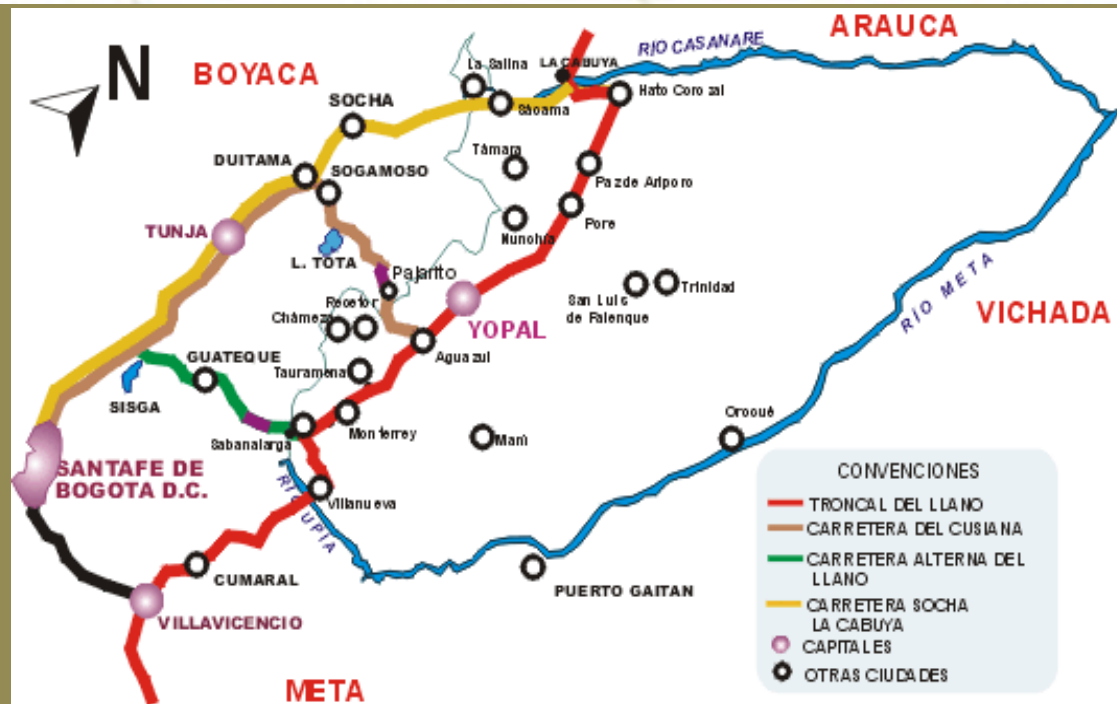 N
BOYACA
ARAUCA
RÍO CASANARE
La Salina
LA CABUYA
Sácama
Hato Corozal
SOCHA
Támara
DUITAMA
SOGAMOSO
Paz de Ariporo
Pore
TUNJA
Nunchía
L. TOTA
Pajarito
RÍO META
San Luis
de Palenque
Trinidad
VICHADA
Recetor
Chámeza
YOPAL
Aguazul
GUATEQUE
Tauramena
SISGA
Sabanalarga
Monterrey
Maní
Orocué
SANTAFE DE
BOGOTA D.C.
RÍO UPIA
Villanueva
CUMARAL
PUERTO GAITAN
VILLAVICENCIO
META
CONVENCIONES
TRONCAL DEL LLANO
CARRETERA DEL CUSIANA
CARRETERA ALTERNA DEL
LLANO
CARRETERA SOCHA
LA CABUYA
CAPITALES
OTRAS CIUDADES